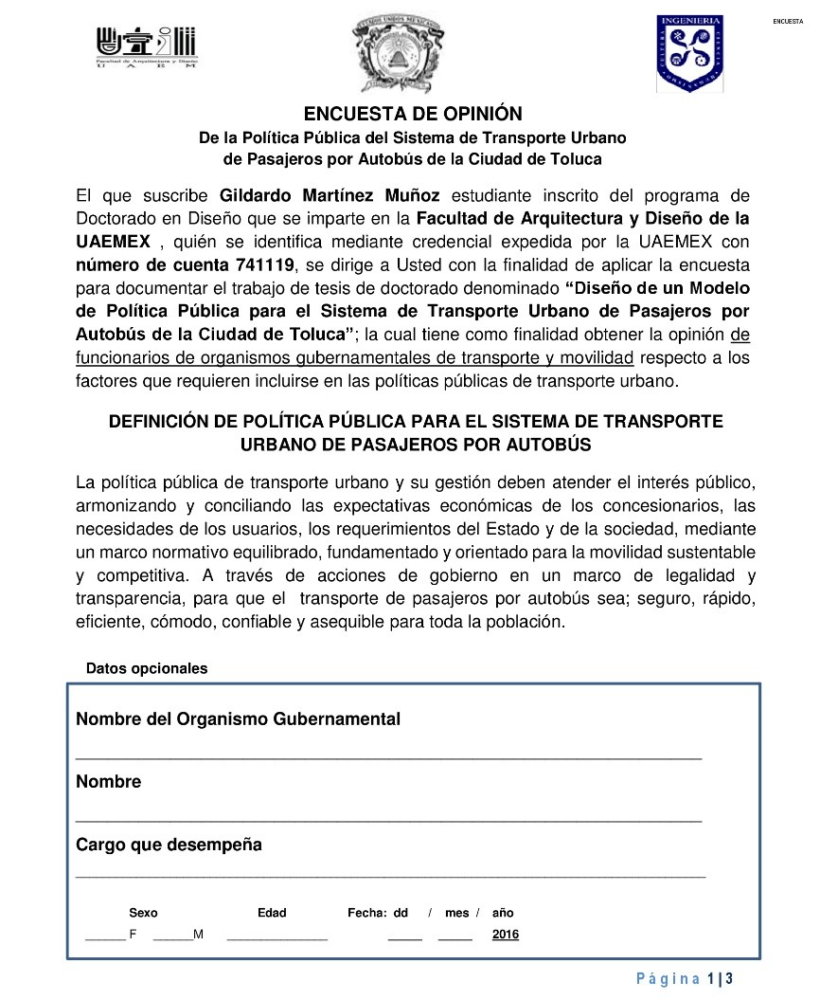 ENCUESTA
Facultad de Arquitectura y Diseño
U A E M
ESTADOS UNIDOS MEXICANOS
INGENIERIA
CULTURA
CIENCIA
ENCUESTA DE OPINIÓN
De la Política Pública del Sistema de Transporte Urbano
de Pasajeros por Autobús de la Ciudad de Toluca
El que suscribe Gildardo Martínez Muñoz estudiante inscrito del programa de
Doctorado en Diseño que se imparte en la Facultad de Arquitectura y Diseño de la
UAEMEX , quién se identifica mediante credencial expedida por la UAEMEX con
número de cuenta 741119, se dirige a Usted con la finalidad de aplicar la encuesta
para documentar el trabajo de tesis de doctorado denominado “Diseño de un Modelo
de Política Pública para el Sistema de Transporte Urbano de Pasajeros por
Autobús de la Ciudad de Toluca”; la cual tiene como finalidad obtener la opinión de
funcionarios de organismos gubernamentales de transporte y movilidad respecto a los
factores que requieren incluirse en las políticas públicas de transporte urbano.
DEFINICIÓN DE POLÍTICA PÚBLICA PARA EL SISTEMA DE TRANSPORTE
URBANO DE PASAJEROS POR AUTOBÚS
La política pública de transporte urbano y su gestión deben atender el interés público,
armonizando y conciliando las expectativas económicas de los concesionarios, las
necesidades de los usuarios, los requerimientos del Estado y de la sociedad, mediante
un marco normativo equilibrado, fundamentado y orientado para la movilidad sustentable
y competitiva. A través de acciones de gobierno en un marco de legalidad y
transparencia, para que el transporte de pasajeros por autobús sea; seguro, rápido,
eficiente, cómodo, confiable y asequible para toda la población.
Datos opcionales
Nombre del Organismo Gubernamental
Nombre
Cargo que desempeña
Sexo Edad Fecha: dd / mes / año
______ F ______M _______________ _____ _____ 2016
Página 1|3